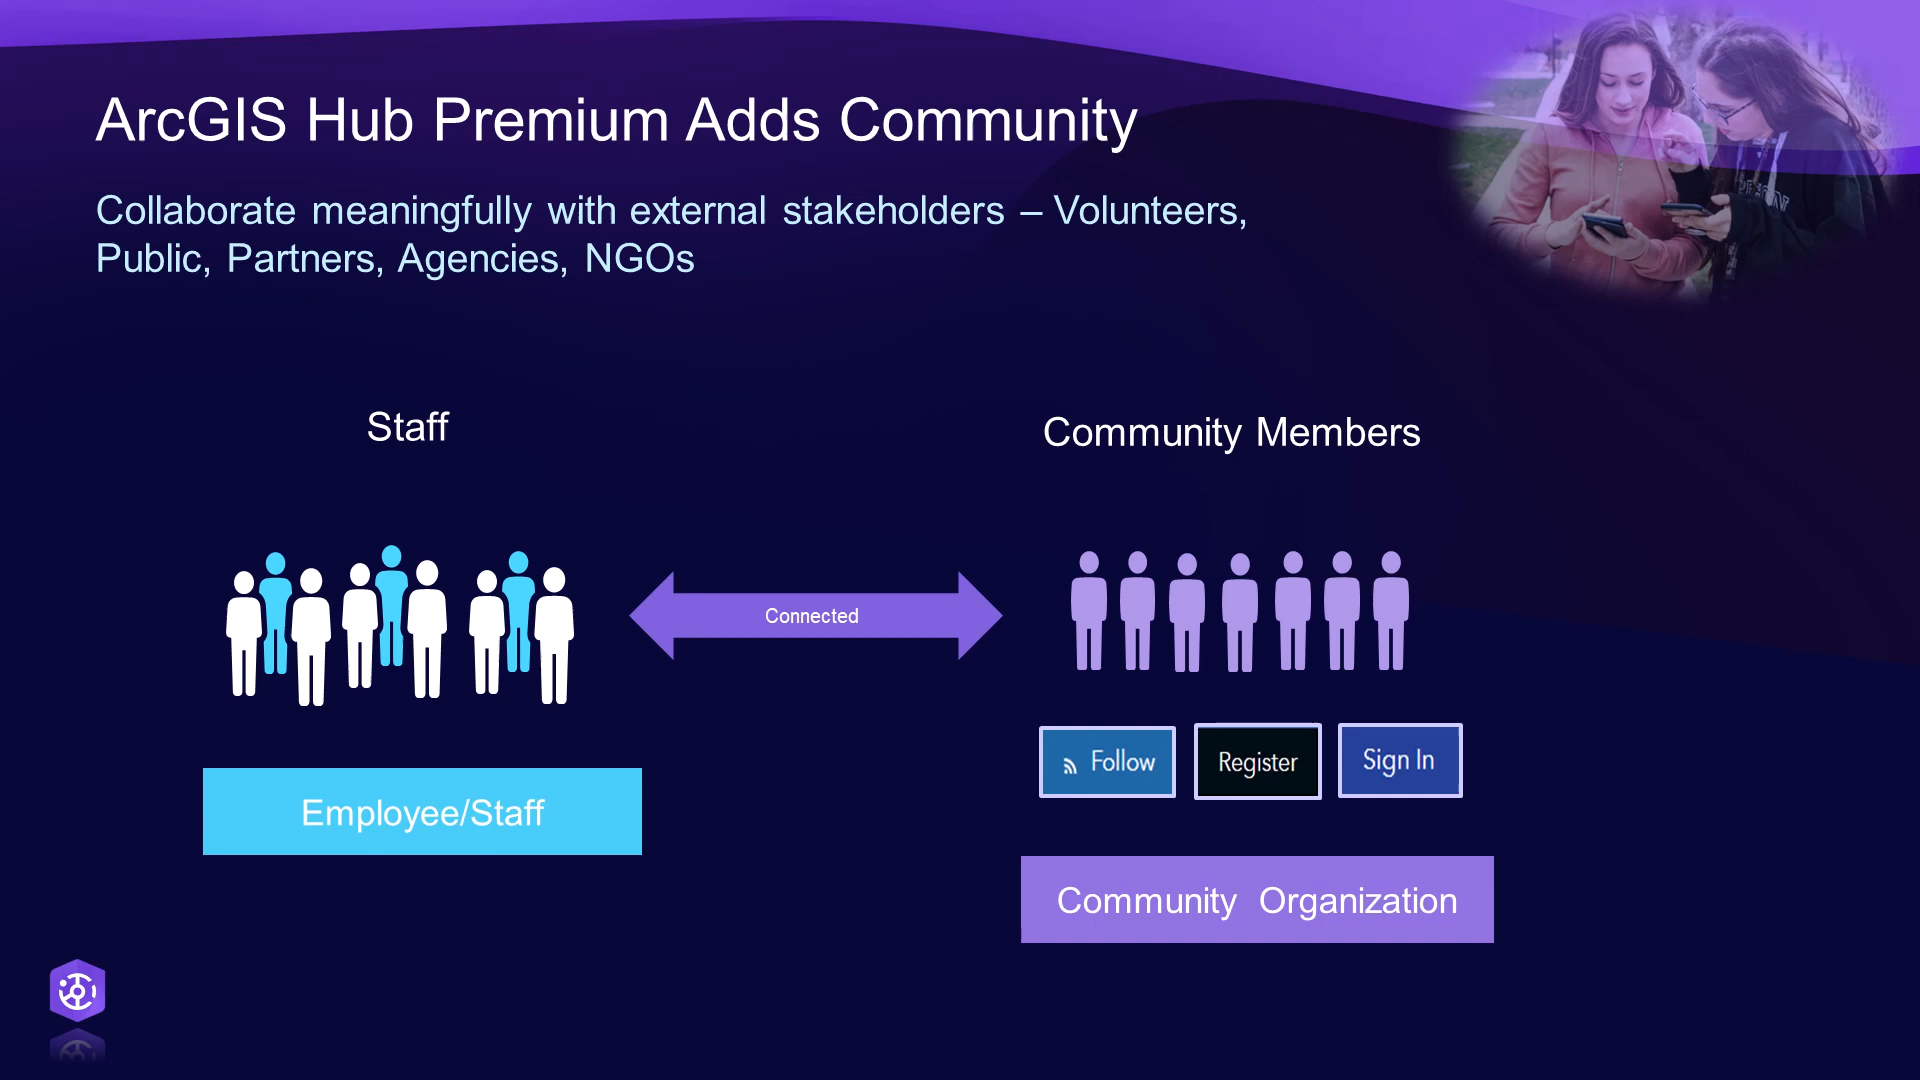 ArcGIS Hub Premium Adds Community
Collaborate meaningfully with external stakeholders – Volunteers,
Public, Partners, Agencies, NGOs
Staff
Community Members
Connected
Follow
Register
Sign In
Employee/Staff
Community Organization